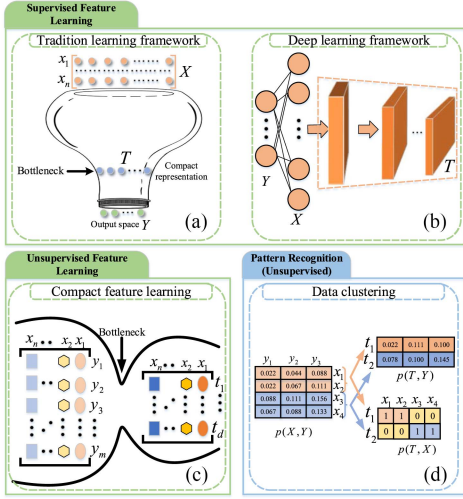 Supervised Feature
Learning
Tradition learning framework
x1
xn
X
T
Bottleneck
Compact
representation
Output space Y
(a)
Deep learning framework
Y
X
T
(b)
Unsupervised Feature
Learning
Compact feature learning
Bottleneck
xn x2 x1
y1
y2
y3
ym
xn x2 x1
t1
td
(c)
Pattern Recognition
(Unsupervised)
Data clustering
y1 y2 y3
0.022 0.044 0.088 x1
0.022 0.067 0.111 x2
0.088 0.111 0.156 x3
0.067 0.088 0.133 x4
p(X,Y)
t1 0.022 0.111 0.100
t2 0.078 0.100 0.145
p(T,Y)
x1 x2 x3 x4
t1 1 1 0 0
t2 0 0 1 1
p(T,X)
(d)